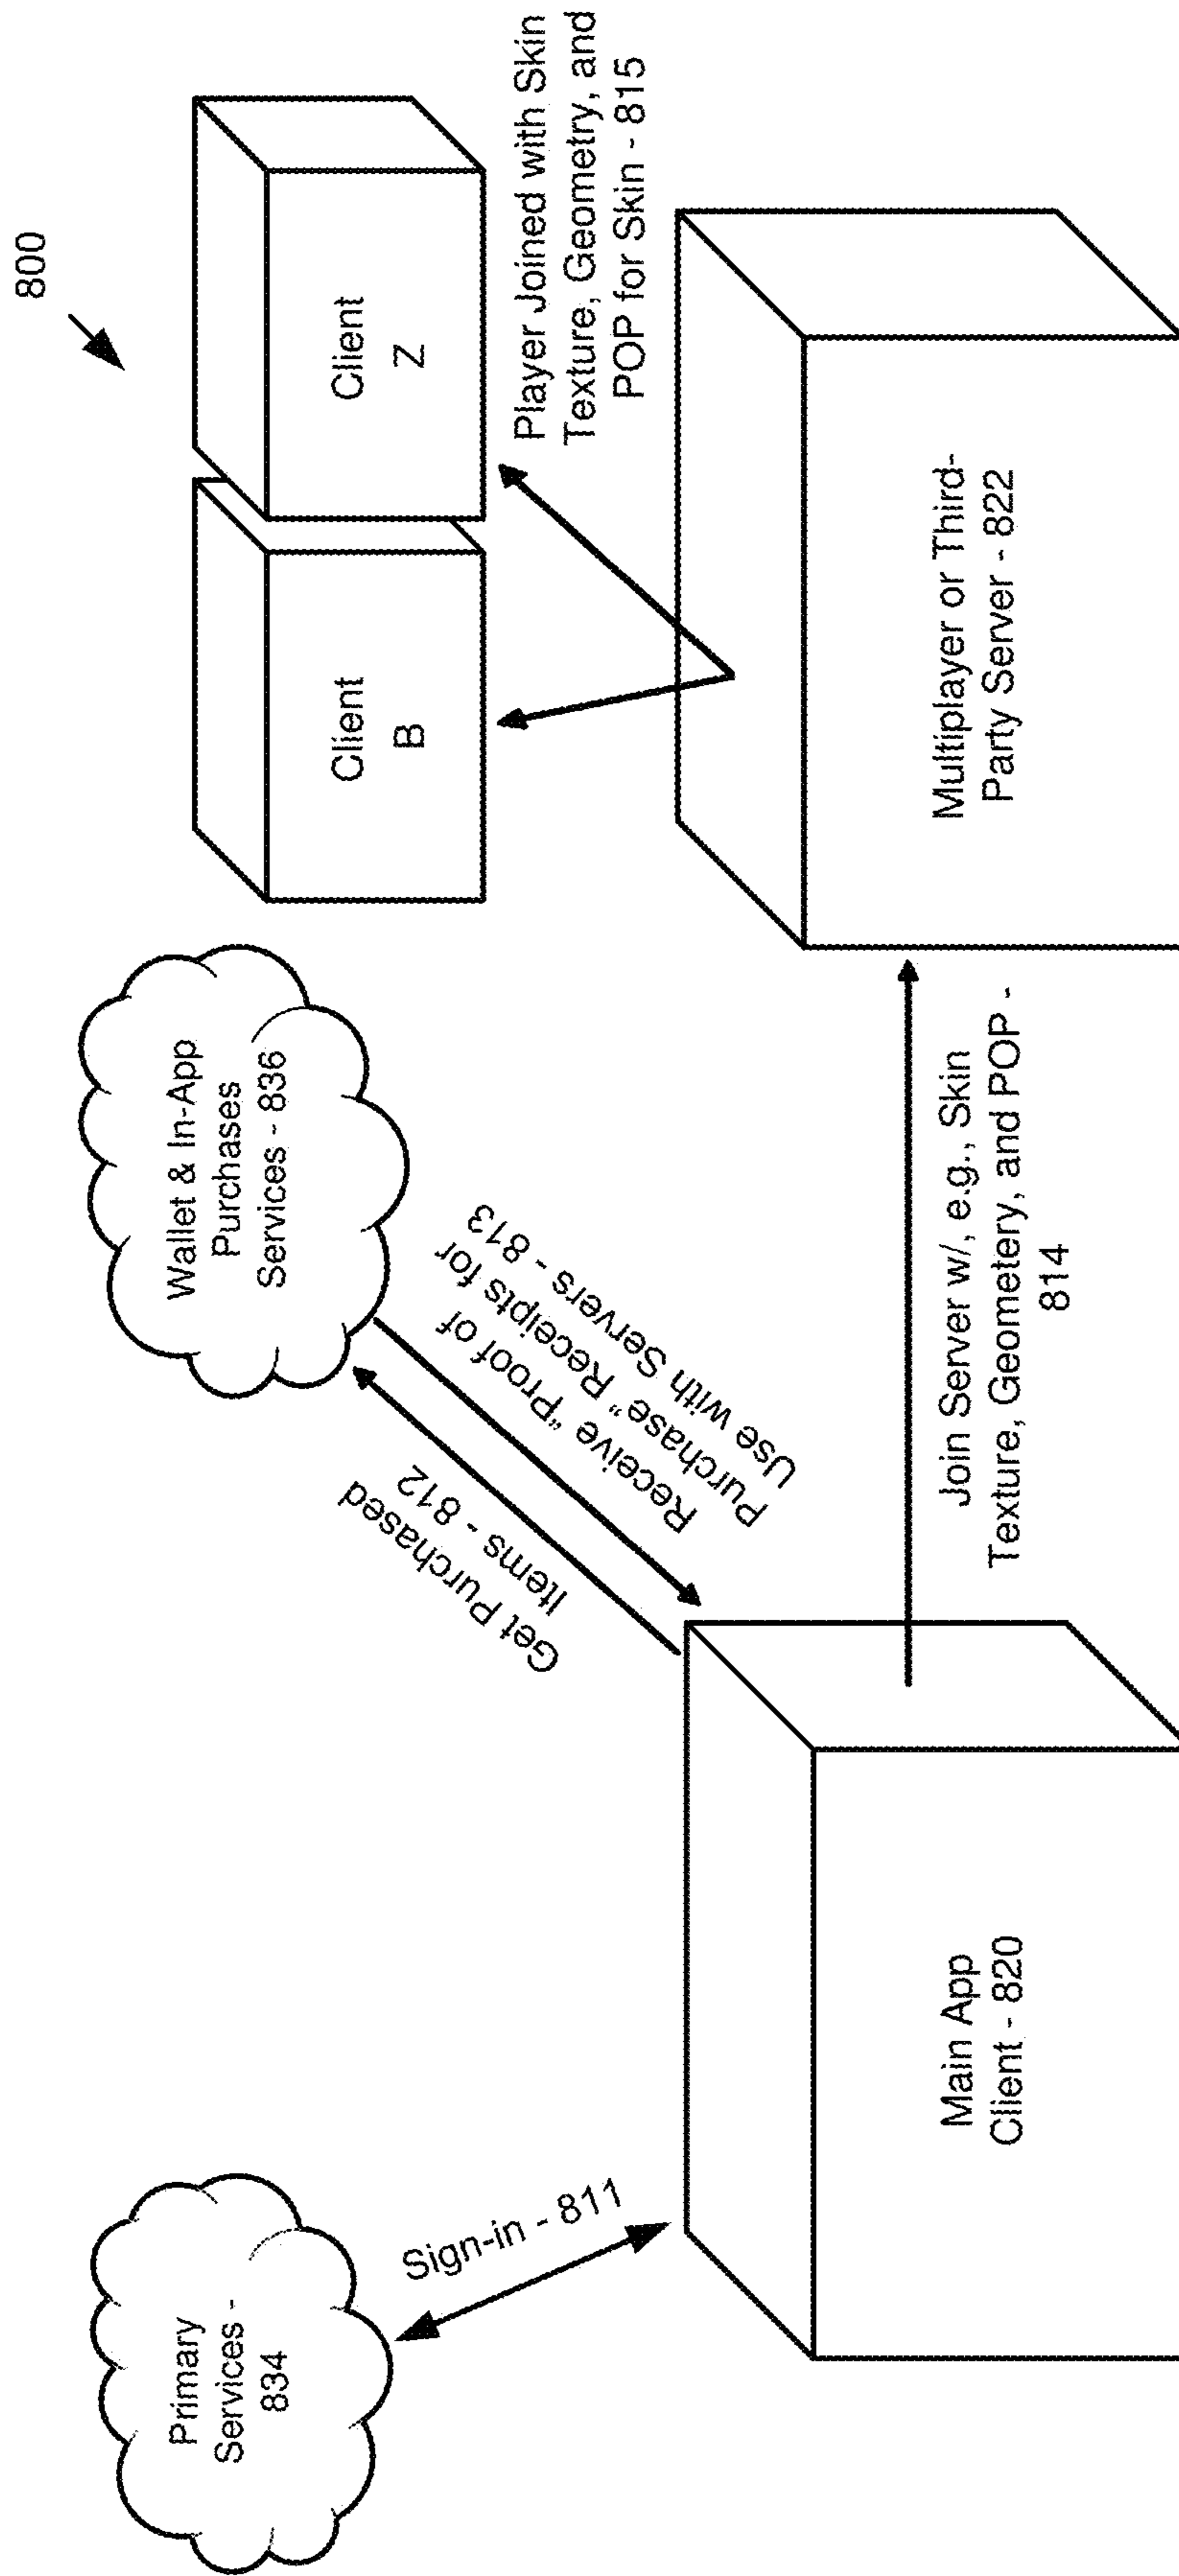 800
Primary
Services -
834
Sign-in - 811
Wallet & In-App
Purchases
Services - 836
Get Purchased
Items - 812
Receive “Proof of
Purchase” Receipts for
Use with Servers - 813
Client
B
Client
Z
Player Joined with Skin
Texture, Geometry, and
POP for Skin - 815
Main App
Client - 820
Join Server w/, e.g., Skin
Texture, Geometery, and POP -
814
Multiplayer or Third-
Party Server - 822